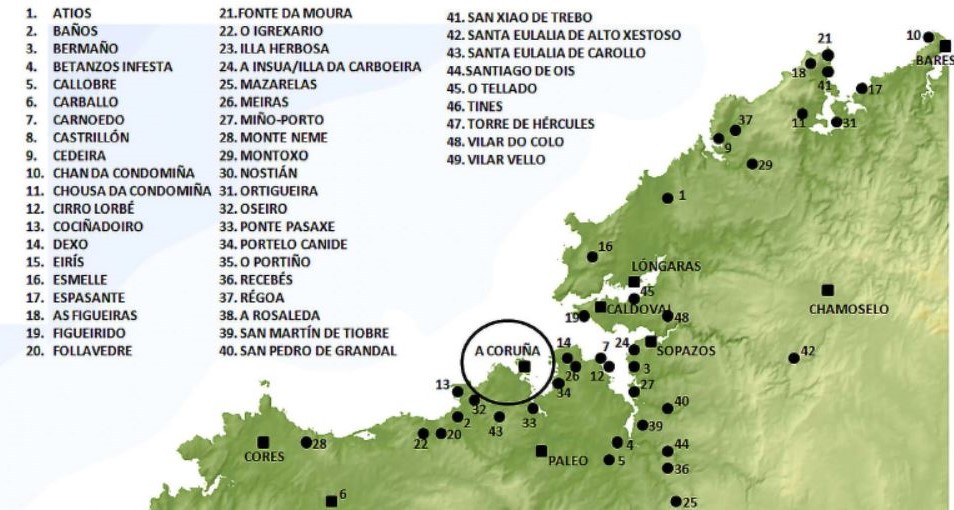 1. ATIOS
2. BAÑOS
3. BERMAÑO
4. BETANZOS INFESTA
5. CALLOBRE
6. CARBALLO
7. CARNOEDO
8. CASTRILLÓN
9. CEDEIRA
10. CHAN DA CONDOMIÑA
11. CHOUSA DA CONDOMIÑA
12. CIRRO LORBÉ
13. COCIÑADOIRO
14. DEXO
15. EIRÍS
16. ESMELLE
17. ESPASANTE
18. AS FIGUEIRAS
19. FIGUEIRIDO
20. FOLLAVEDRE
21.FONTE DA MOURA
22. O IGREXARIO
23. ILLA HERBOSA
24. A INSUA/ILLA DA CARBOEIRA
25. MAZARELAS
26. MEIRAS
27. MIÑO-PORTO
28. MONTE NEME
29. MONTOXO
30. NOSTIÁN
31. ORTIGUEIRA
32. OSEIRO
33. PONTE PASAXE
34. PORTELO CANIDE
35. O PORTIÑO
36. RECEBÉS
37. RÉGOA
38. A ROSALEDA
39. SAN MARTÍN DE TIOBRE
40. SAN PEDRO DE GRANDAL
41. SAN XIAO DE TREBO
42. SANTA EULALIA DE ALTO XESTOSO
43. SANTA EULALIA DE CAROLLO
44.SANTIAGO DE OIS
45. O TELLADO
46. TINES
47. TORRE DE HÉRCULES
48. VILAR DO COLO
49. VILAR VELLO
21
10
BARES
18
41
17
11
31
37
9
29
1
16
LÓNGARAS
45
CALDOVAL
CHAMOSELO
19
48
A CORUÑA
14
7
24
SOPAZOS
42
26
12
3
13
34
27
32
40
2
43
33
39
22
20
4
44
CORES
28
PALEO
5
36
6
25